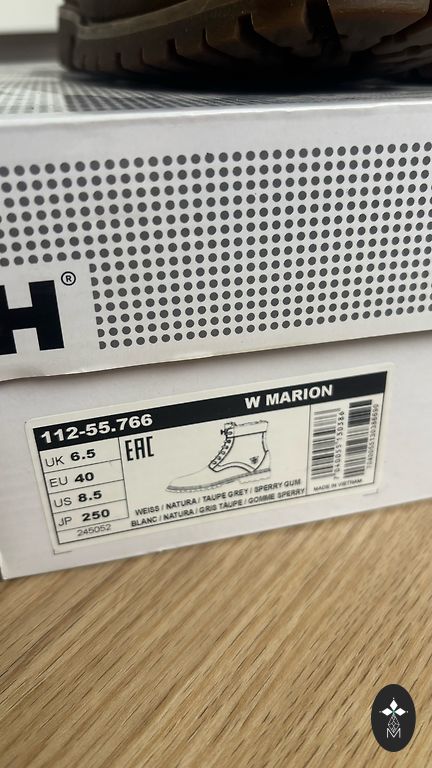 H®
112-55.766 W MARION
UK 6.5
EU 40
US 8.5
JP 250
245052
EAC
WEISS / NATURA / TAUPE GREY / SPERRY GUM
BLANC / NATURA / GRIS TAUPE / GOMME SPERRY
MADE IN VIETNAM
M